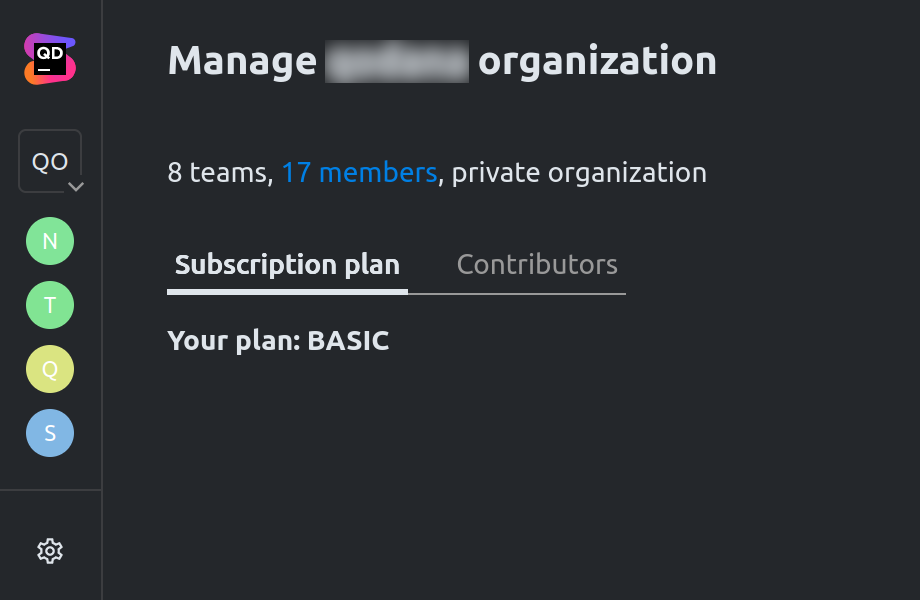 QD
Manage organization
QO
8 teams, 17 members, private organization
N
Subscription plan Contributors
T
Your plan: BASIC
Q
S